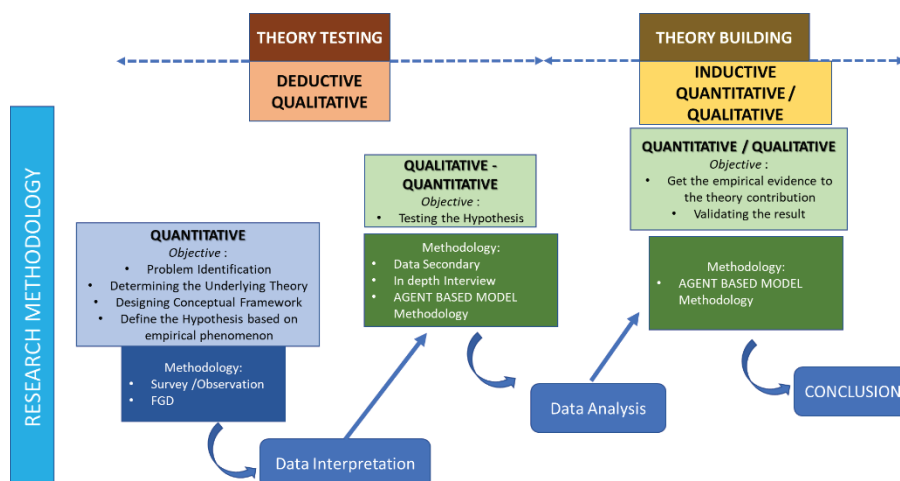 THEORY TESTING
THEORY BUILDING
DEDUCTIVE
QUALITATIVE
INDUCTIVE
QUANTITATIVE /
QUALITATIVE
RESEARCH METHODOLOGY
QUANTITATIVE
Objective :
• Problem Identification
• Determining the Underlying Theory
• Designing Conceptual Framework
• Define the Hypothesis based on
empirical phenomenon
Methodology:
• Survey /Observation
• FGD
Data Interpretation
QUALITATIVE -
QUANTITATIVE
Objective :
• Testing the Hypothesis
Methodology:
• Data Secondary
• In depth Interview
• AGENT BASED MODEL
Methodology
Data Analysis
QUANTITATIVE / QUALITATIVE
Objective :
• Get the empirical evidence to
the theory contribution
• Validating the result
Methodology:
• AGENT BASED MODEL
Methodology
CONCLUSION